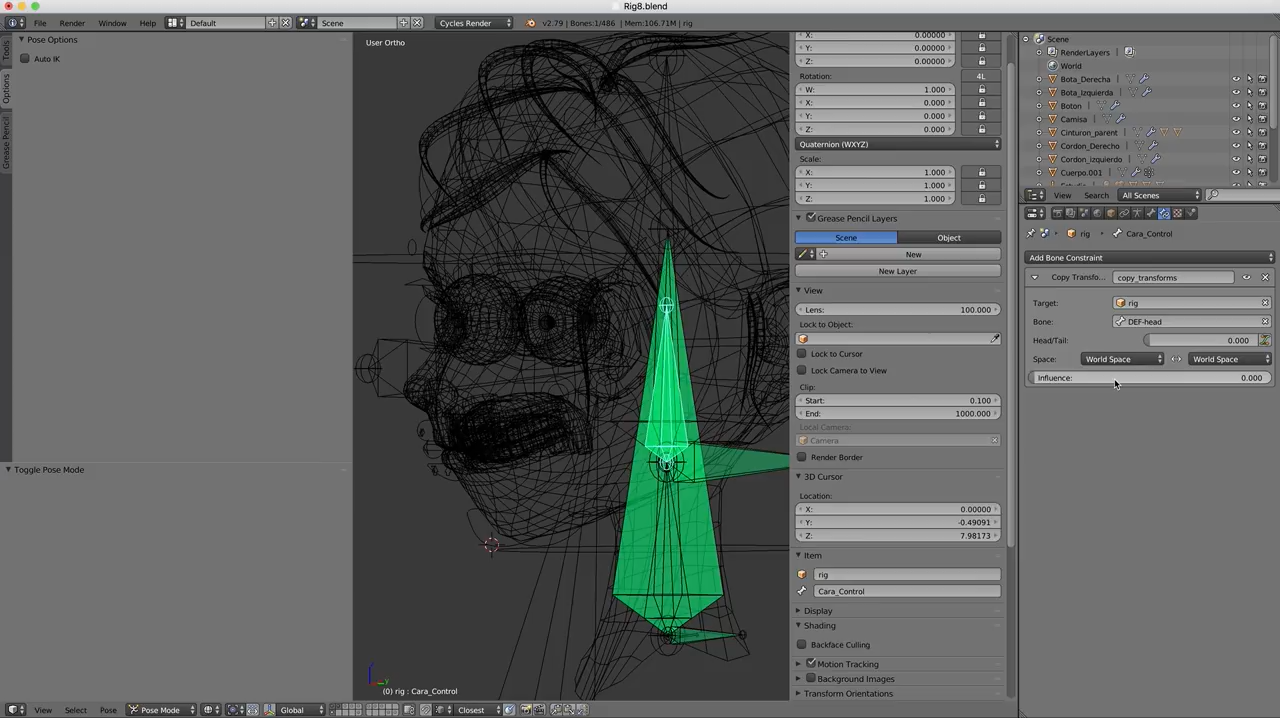 Rig8.blend
File Render Window Help Default Scene Cycles Render v2.79 | Bones:1/486 | Mem:106.71M | rig
Tools
Options
Grease Pencil
Pose Options
Auto IK
Toggle Pose Mode
User Ortho
(0) rig : Cara_Control
X: 0.00000
Y: 0.00000
Z: 0.00000
Rotation: 4L
W: 1.000
X: 0.000
Y: 0.000
Z: 0.000
Quaternion (WXYZ)
Scale:
X: 1.000
Y: 1.000
Z: 1.000
Grease Pencil Layers
Scene Object
New
New Layer
View
Lens: 100.000
Lock to Object:
Lock to Cursor
Lock Camera to View
Clip:
Start: 0.100
End: 1000.000
Local Camera:
Camera
Render Border
3D Cursor
Location:
X: 0.00000
Y: -0.49091
Z: 7.98173
Item
rig
Cara_Control
Display
Shading
Backface Culling
Motion Tracking
Background Images
Transform Orientations
Scene
RenderLayers
World
Bota_Derecha
Bota_Izquierda
Boton
Camisa
Cinturon_parent
Cordon_Derecho
Cordon_izquierdo
Cuerpo.001
View Search All Scenes
rig Cara_Control
Add Bone Constraint
Copy Transfo... copy_transforms
Target: rig
Bone: DEF-head
Head/Tail: 0.000
Space: World Space World Space
Influence: 0.000
View Select Pose Pose Mode Global Closest